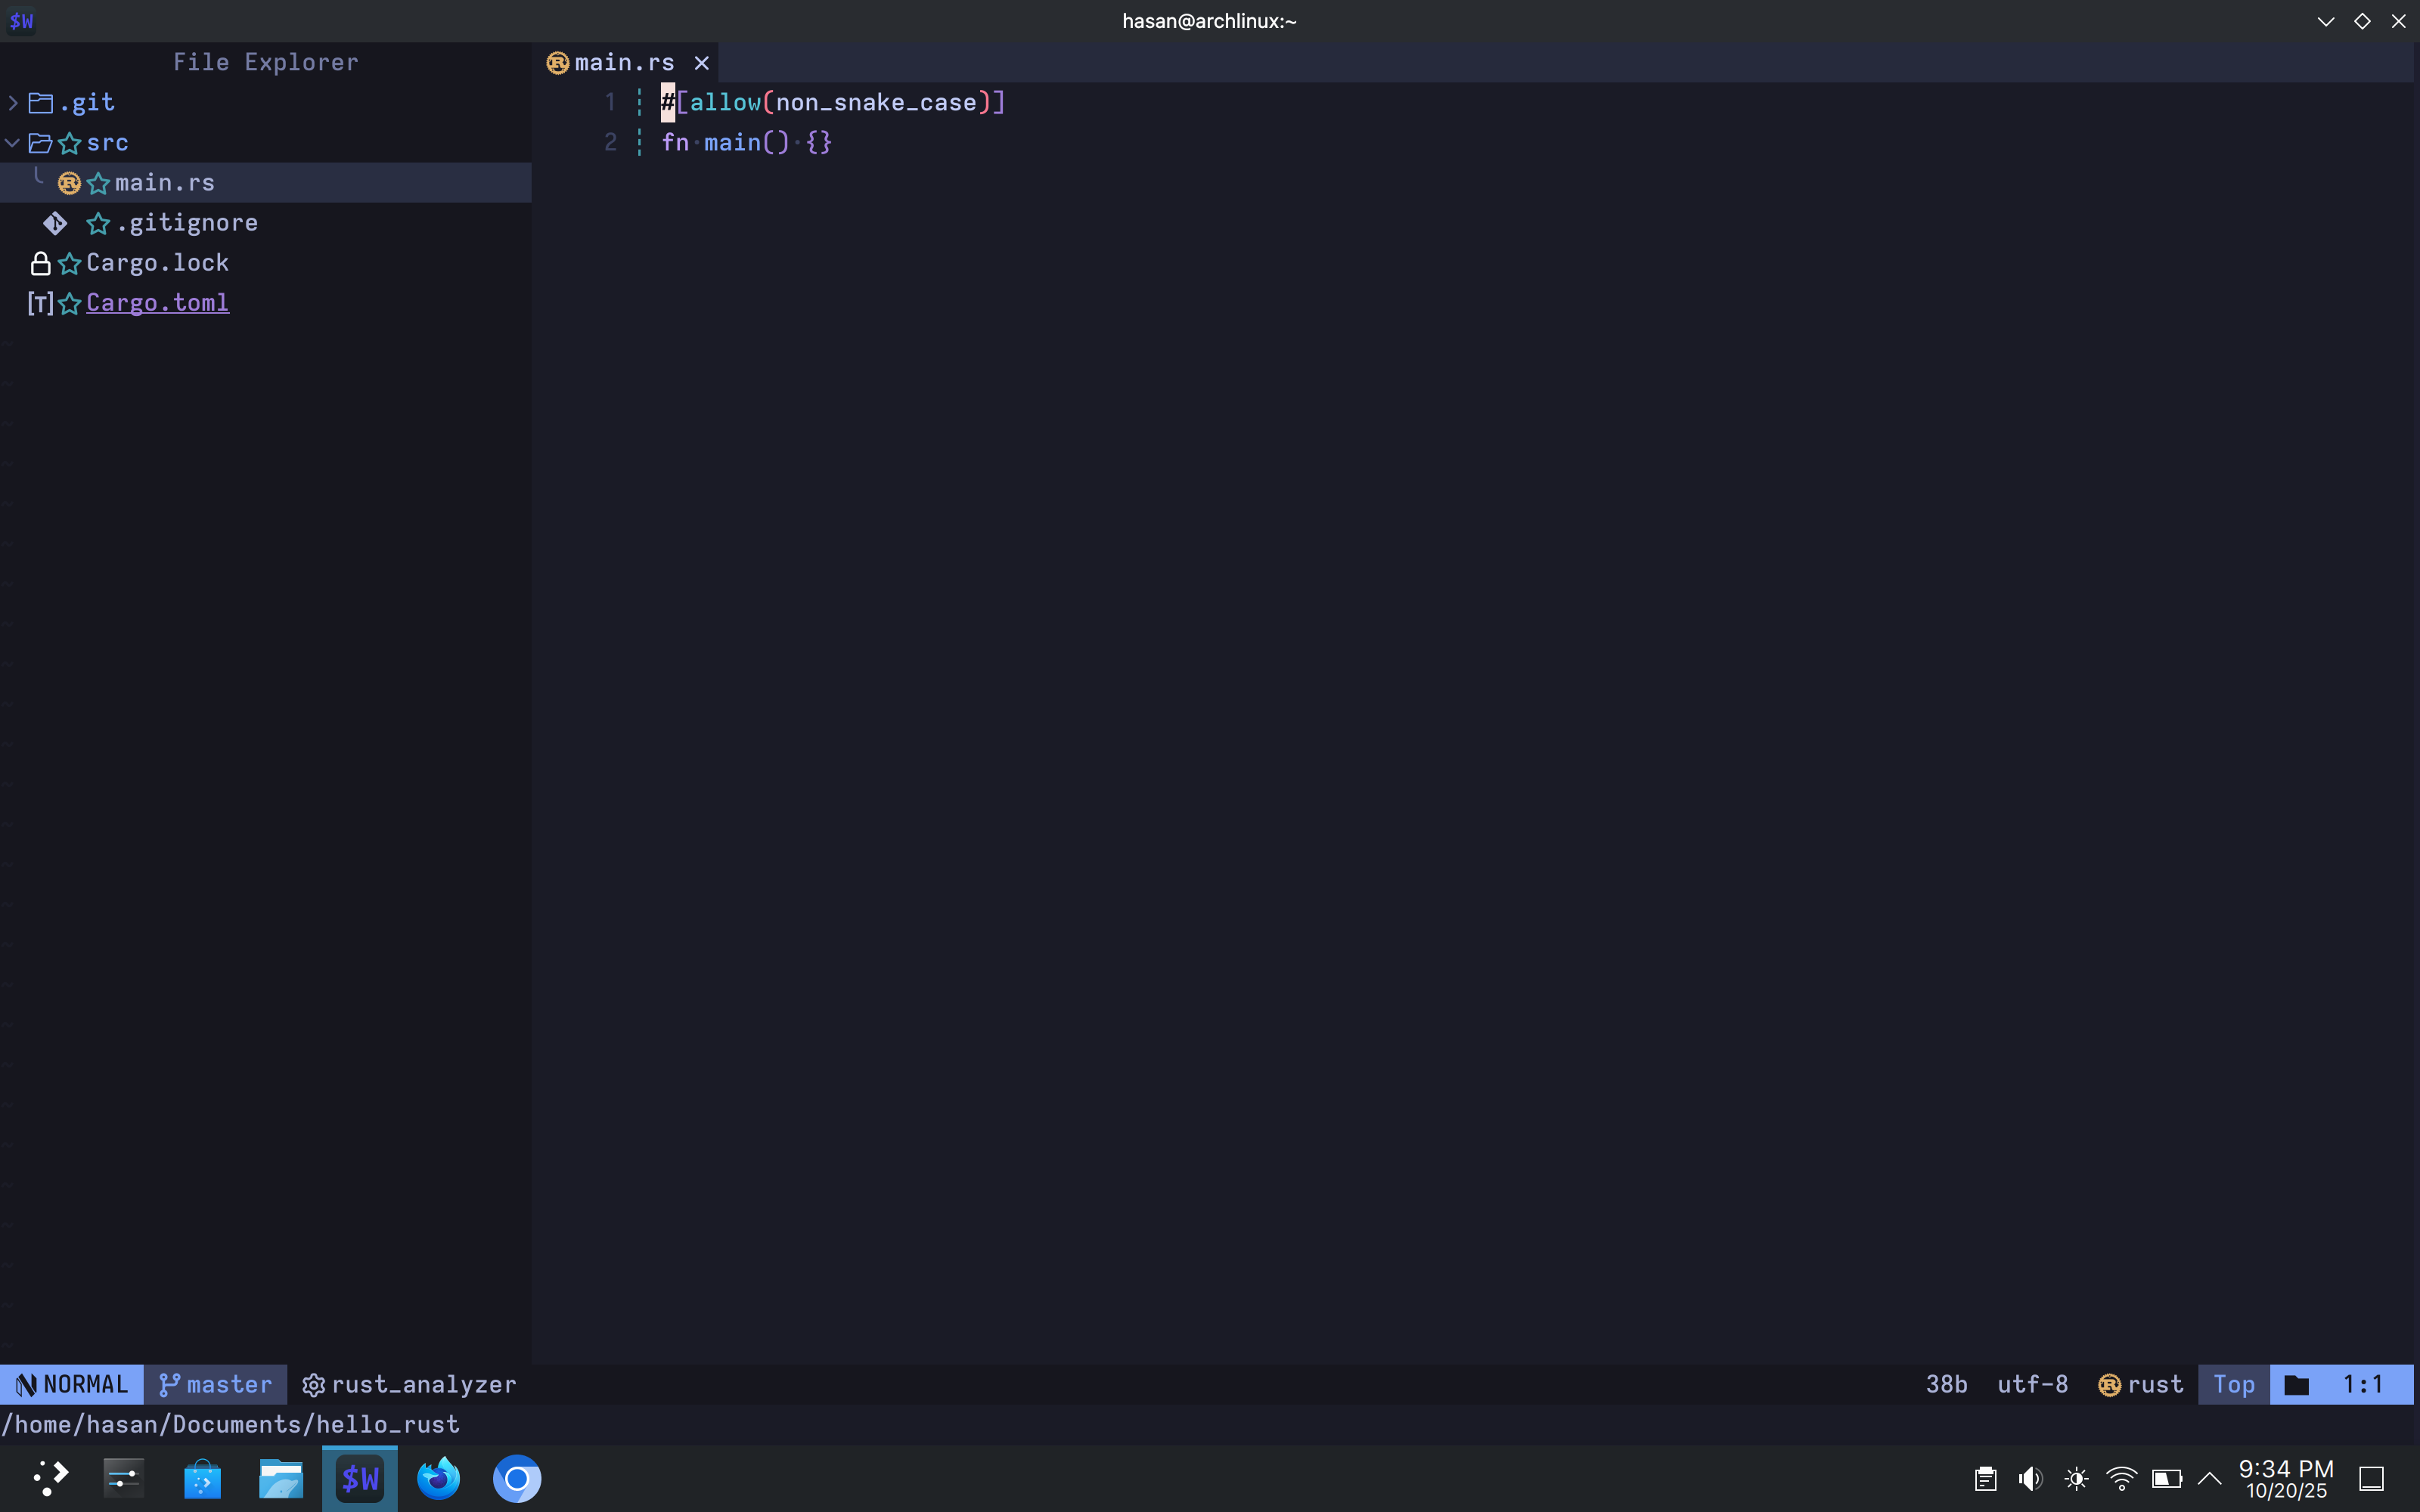 $W hasan@archlinux:~
File Explorer
.git
src
main.rs
.gitignore
Cargo.lock
[T] Cargo.toml
main.rs
1 #[allow(non_snake_case)]
2 fn main() {}
NORMAL master rust_analyzer 38b utf-8 rust Top 1:1
/home/hasan/Documents/hello_rust
$W
9:34 PM
10/20/25